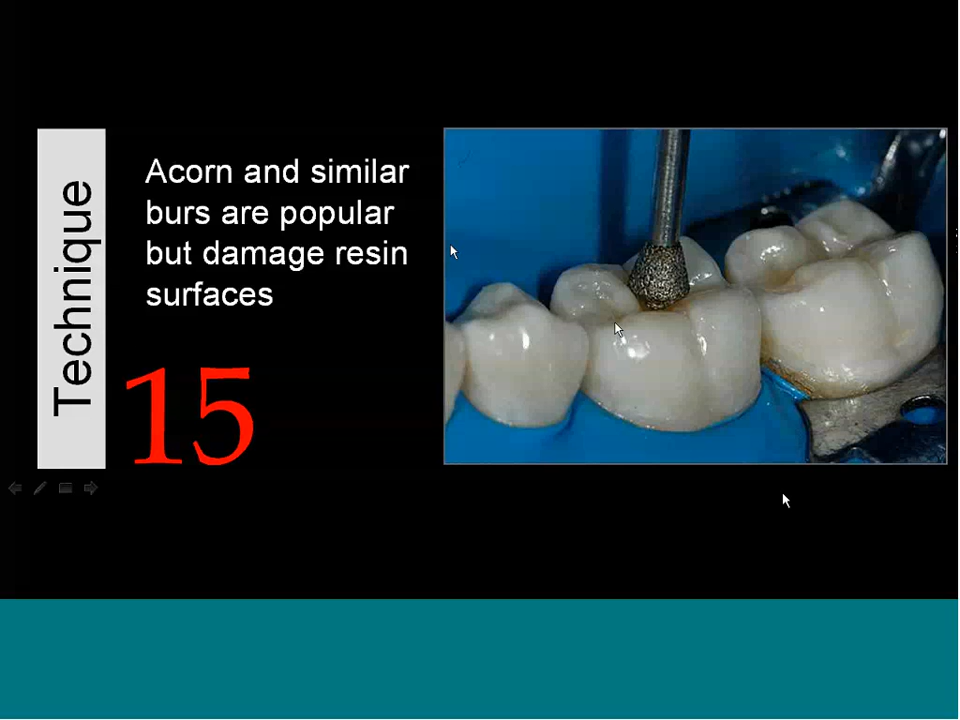 Technique
Acorn and similar
burs are popular
but damage resin
surfaces
15